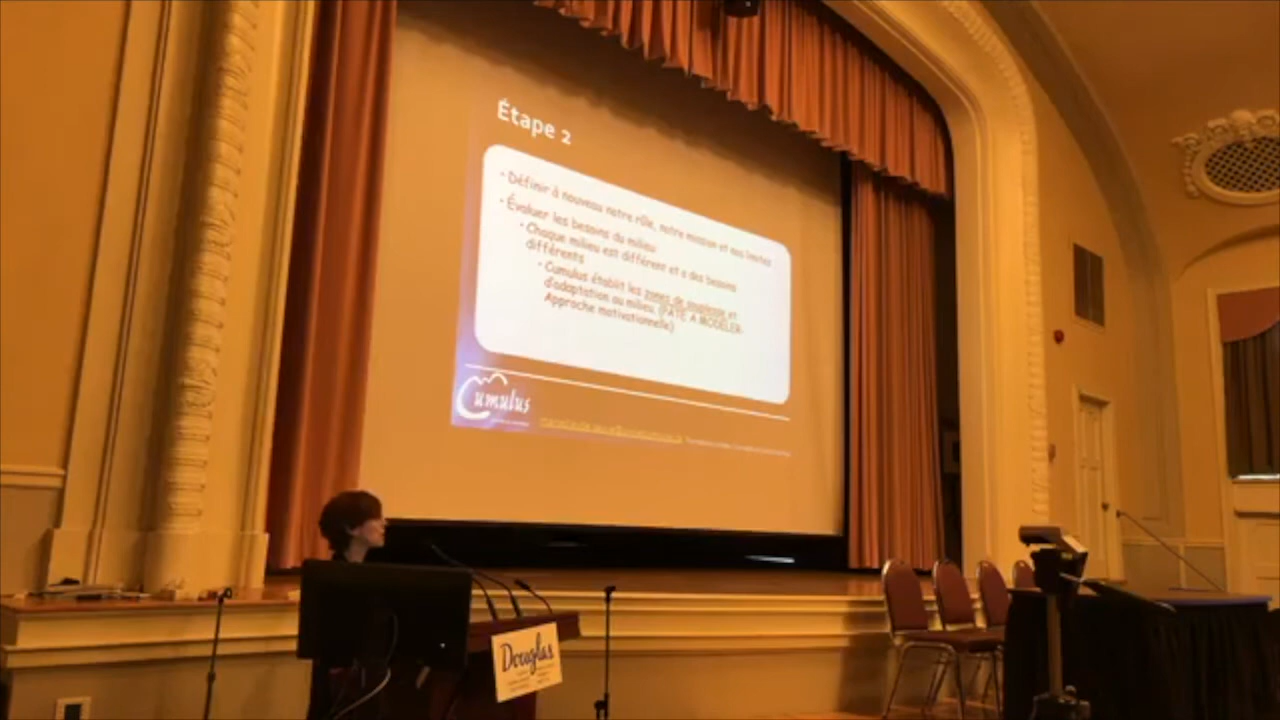 Étape 2
• Définir à nouveau notre rôle, notre mission et nos limites
• Évaluer les besoins du milieu
• Chaque milieu est différent et a des besoins
différents
• Cumulus établit les zones de souplesse et
d'adaptation au milieu. (PATE A MODELER-
Approche motivationnelle)
Cumulus
Douglas